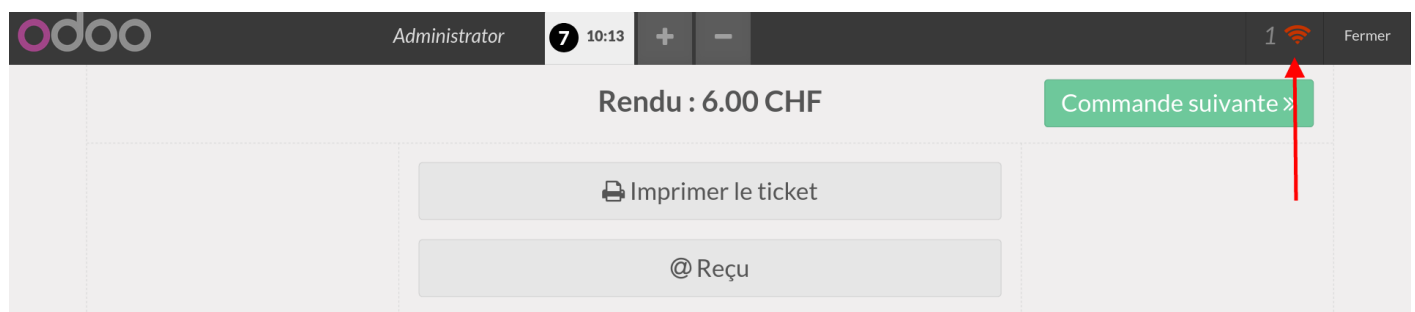 odoo
Administrator 7 10:13 + − 1 Fermer
Rendu : 6.00 CHF Commande suivante »
Imprimer le ticket
@ Reçu